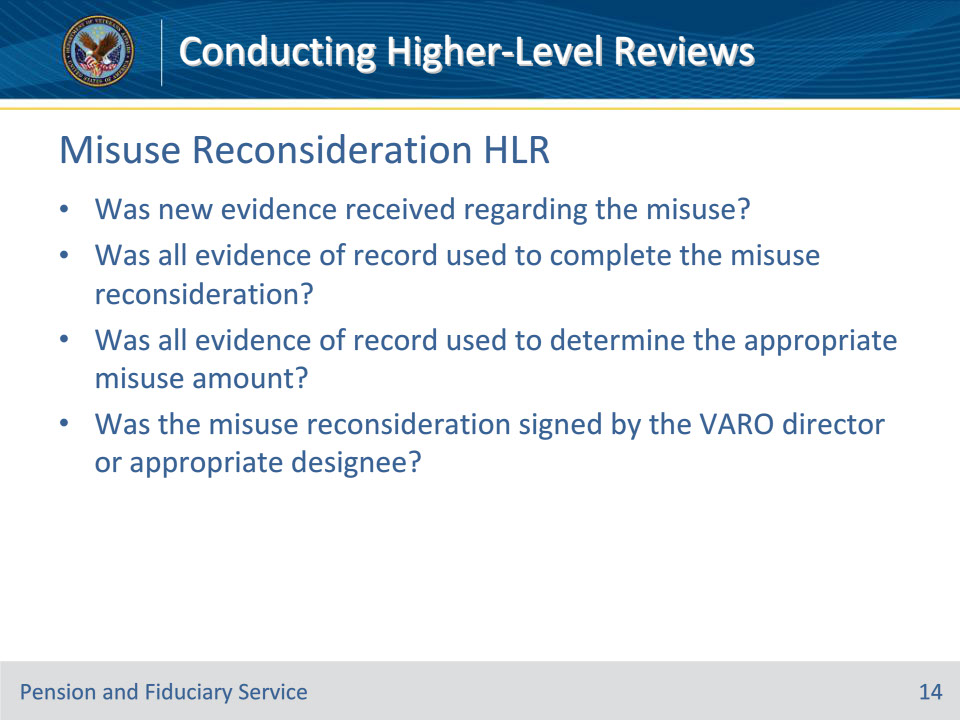 Conducting Higher-Level Reviews
Misuse Reconsideration HLR
• Was new evidence received regarding the misuse?
• Was all evidence of record used to complete the misuse
reconsideration?
• Was all evidence of record used to determine the appropriate
misuse amount?
• Was the misuse reconsideration signed by the VARO director
or appropriate designee?
Pension and Fiduciary Service
14